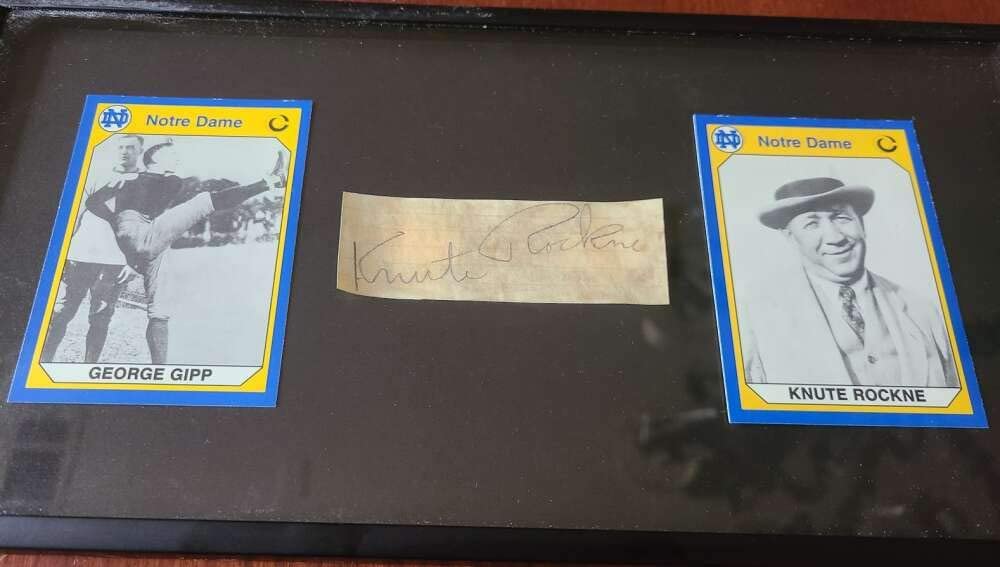 ND Notre Dame
GEORGE GIPP
Knute Rockne
ND Notre Dame
KNUTE ROCKNE